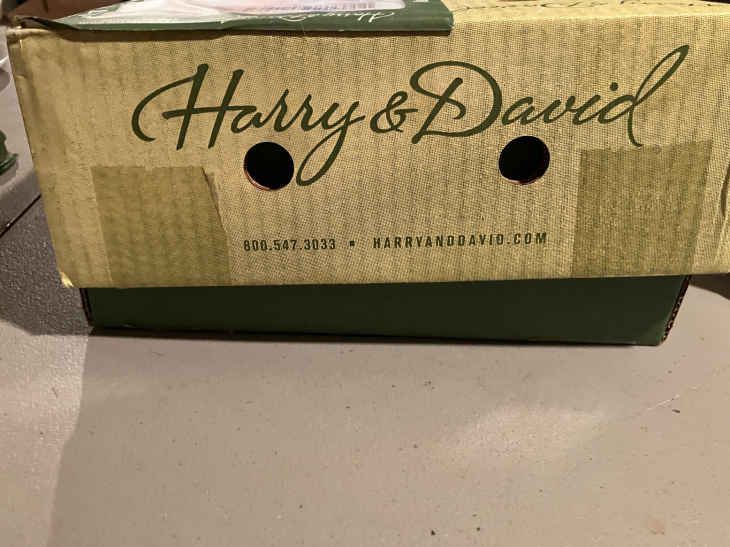 Harry & David
800.547.3033 ▪ HARRYANDDAVID.COM